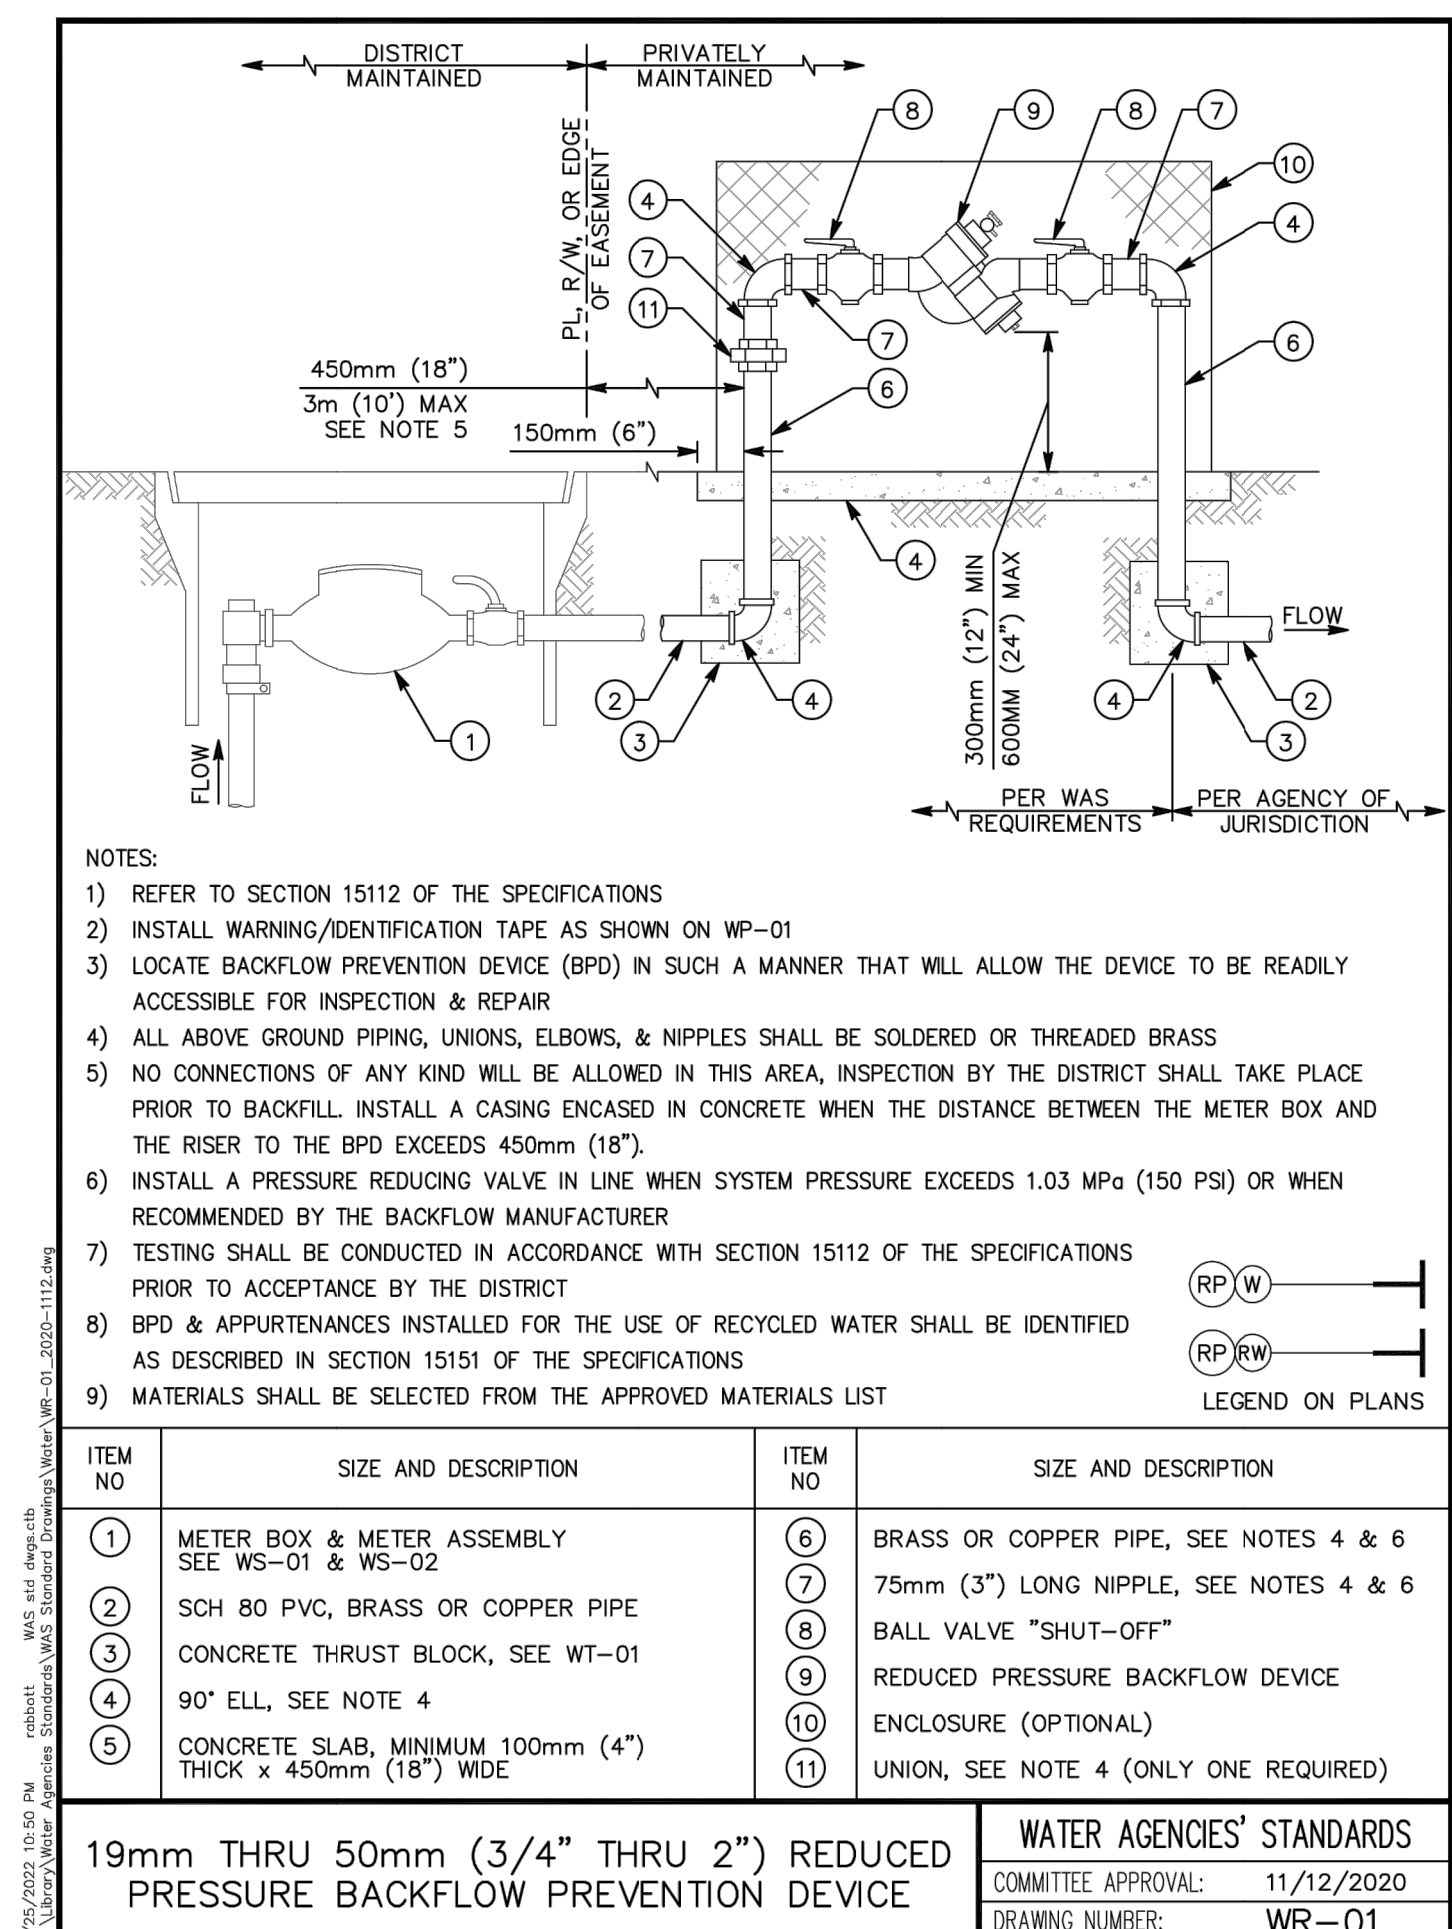 DISTRICT
MAINTAINED
PRIVATELY
MAINTAINED
PL, R/W, OR EDGE
OF EASEMENT
8
9
8
7
10
4
4
7
11
7
6
6
450mm (18")
3m (10') MAX
SEE NOTE 5
150mm (6")
4
300mm (12") MIN
600MM (24") MAX
FLOW
2
4
3
1
4
2
3
FLOW
PER WAS
REQUIREMENTS
PER AGENCY OF
JURISDICTION
NOTES:
1) REFER TO SECTION 15112 OF THE SPECIFICATIONS
2) INSTALL WARNING/IDENTIFICATION TAPE AS SHOWN ON WP-01
3) LOCATE BACKFLOW PREVENTION DEVICE (BPD) IN SUCH A MANNER THAT WILL ALLOW THE DEVICE TO BE READILY
ACCESSIBLE FOR INSPECTION & REPAIR
4) ALL ABOVE GROUND PIPING, UNIONS, ELBOWS, & NIPPLES SHALL BE SOLDERED OR THREADED BRASS
5) NO CONNECTIONS OF ANY KIND WILL BE ALLOWED IN THIS AREA, INSPECTION BY THE DISTRICT SHALL TAKE PLACE
PRIOR TO BACKFILL. INSTALL A CASING ENCASED IN CONCRETE WHEN THE DISTANCE BETWEEN THE METER BOX AND
THE RISER TO THE BPD EXCEEDS 450mm (18").
6) INSTALL A PRESSURE REDUCING VALVE IN LINE WHEN SYSTEM PRESSURE EXCEEDS 1.03 MPa (150 PSI) OR WHEN
RECOMMENDED BY THE BACKFLOW MANUFACTURER
7) TESTING SHALL BE CONDUCTED IN ACCORDANCE WITH SECTION 15112 OF THE SPECIFICATIONS
PRIOR TO ACCEPTANCE BY THE DISTRICT
8) BPD & APPURTENANCES INSTALLED FOR THE USE OF RECYCLED WATER SHALL BE IDENTIFIED
AS DESCRIBED IN SECTION 15151 OF THE SPECIFICATIONS
9) MATERIALS SHALL BE SELECTED FROM THE APPROVED MATERIALS LIST
RP W
RP RW
LEGEND ON PLANS
ITEM
NO
SIZE AND DESCRIPTION
1
METER BOX & METER ASSEMBLY
SEE WS-01 & WS-02
2
SCH 80 PVC, BRASS OR COPPER PIPE
3
CONCRETE THRUST BLOCK, SEE WT-01
4
90° ELL, SEE NOTE 4
5
CONCRETE SLAB, MINIMUM 100mm (4")
THICK x 450mm (18") WIDE
ITEM
NO
SIZE AND DESCRIPTION
6
BRASS OR COPPER PIPE, SEE NOTES 4 & 6
7
75mm (3") LONG NIPPLE, SEE NOTES 4 & 6
8
BALL VALVE "SHUT-OFF"
9
REDUCED PRESSURE BACKFLOW DEVICE
10
ENCLOSURE (OPTIONAL)
11
UNION, SEE NOTE 4 (ONLY ONE REQUIRED)
19mm THRU 50mm (3/4" THRU 2") REDUCED
PRESSURE BACKFLOW PREVENTION DEVICE
WATER AGENCIES' STANDARDS
COMMITTEE APPROVAL: 11/12/2020
DRAWING NUMBER: WR-01
/25/2022 10:50 PM rabbott WAS std dwgs.ctb
\Library\Water Agencies Standards\WAS Standard Drawings\Water\WR-01_2020-1112.dwg